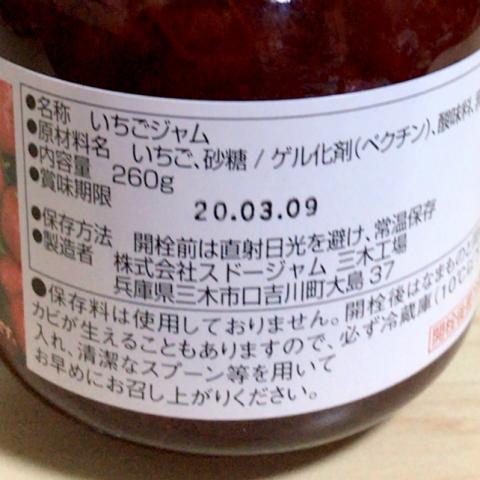 ●名称 いちごジャム
●原材料名 いちご、砂糖 / ゲル化剤(ペクチン)、酸味料、
●内容量 260g
●賞味期限 20.03.09
●保存方法 開栓前は直射日光を避け、常温保存
●製造者 株式会社スドージャム 三木工場
兵庫県三木市口吉川町大島 37
●保存料は使用しておりません。開栓後はなまものと
カビが生えることもありますので、必ず冷蔵庫(10℃
入れ、清潔なスプーン等を用いて
お早めにお召し上がりください。
開栓後